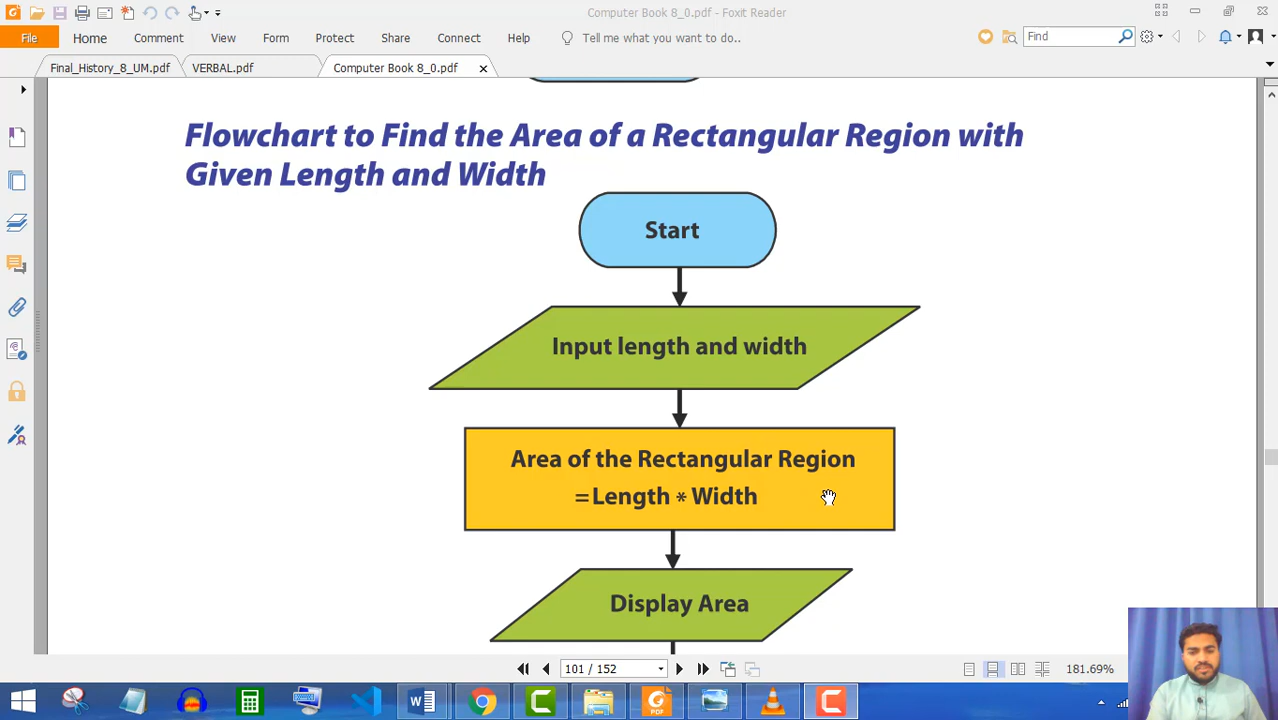 Computer Book 8_0.pdf - Foxit Reader
File Home Comment View Form Protect Share Connect Help Tell me what you want to do.. Find
Final_History_8_UM.pdf VERBAL.pdf Computer Book 8_0.pdf
Flowchart to Find the Area of a Rectangular Region with
Given Length and Width
Start
Input length and width
Area of the Rectangular Region
=Length * Width
Display Area
101 / 152
181.69%